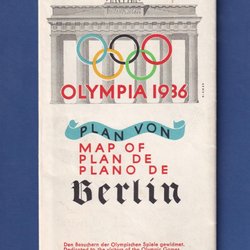 OLYMPIA 1936
PLAN VON
MAP OF
PLAN DE
PLANO DE
Berlin
Den Besuchern der Olympischen Spiele gewidmet.
Dedicated to the visitors of the Olympic Games